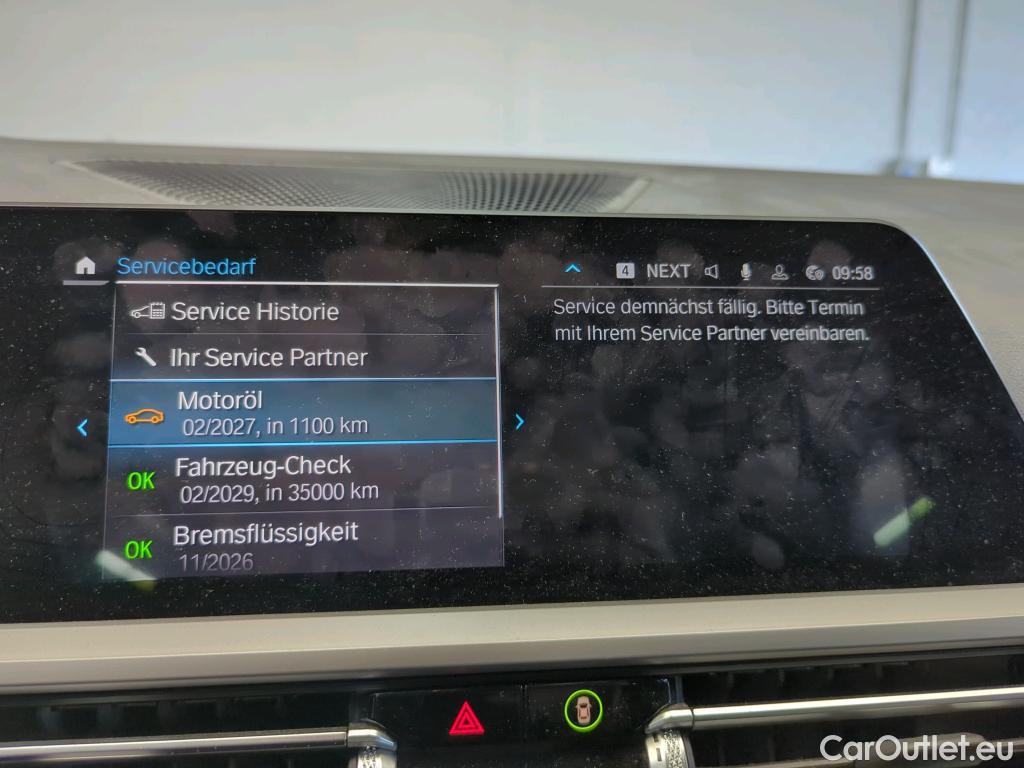 Servicebedarf
4 NEXT 09:58
Service Historie
Ihr Service Partner
Motoröl
02/2027, in 1100 km
OK
Fahrzeug-Check
02/2029, in 35000 km
OK
Bremsflüssigkeit
11/2026
Service demnächst fällig. Bitte Termin
mit Ihrem Service Partner vereinbaren.
CarOutlet.eu